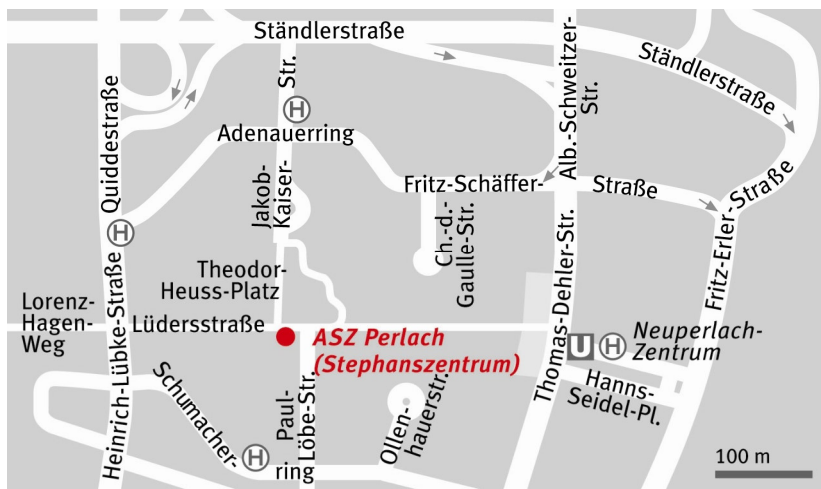 Ständlerstraße
Ständlerstraße
Quiddestraße
Jakob-
Kaiser-
Str.
H
Adenauerring
Alb.-Schweitzer-
Str.
Fritz-Schäffer-
Straße
Ch.-d.-
Gaulle-Str.
H
Fritz-Erler-Straße
Thomas-Dehler-Str.
Theodor-
Heuss-Platz
Lorenz-
Hagen-
Weg
Lüdersstraße
Heinrich-Lübke-Straße
ASZ Perlach
(Stephanszentrum)
U H
Neuperlach-
Zentrum
Hanns-
Seidel-Pl.
Schumacher-
ring
H
Paul-
Löbe-Str.
Ollen-
hauerstr.
100 m